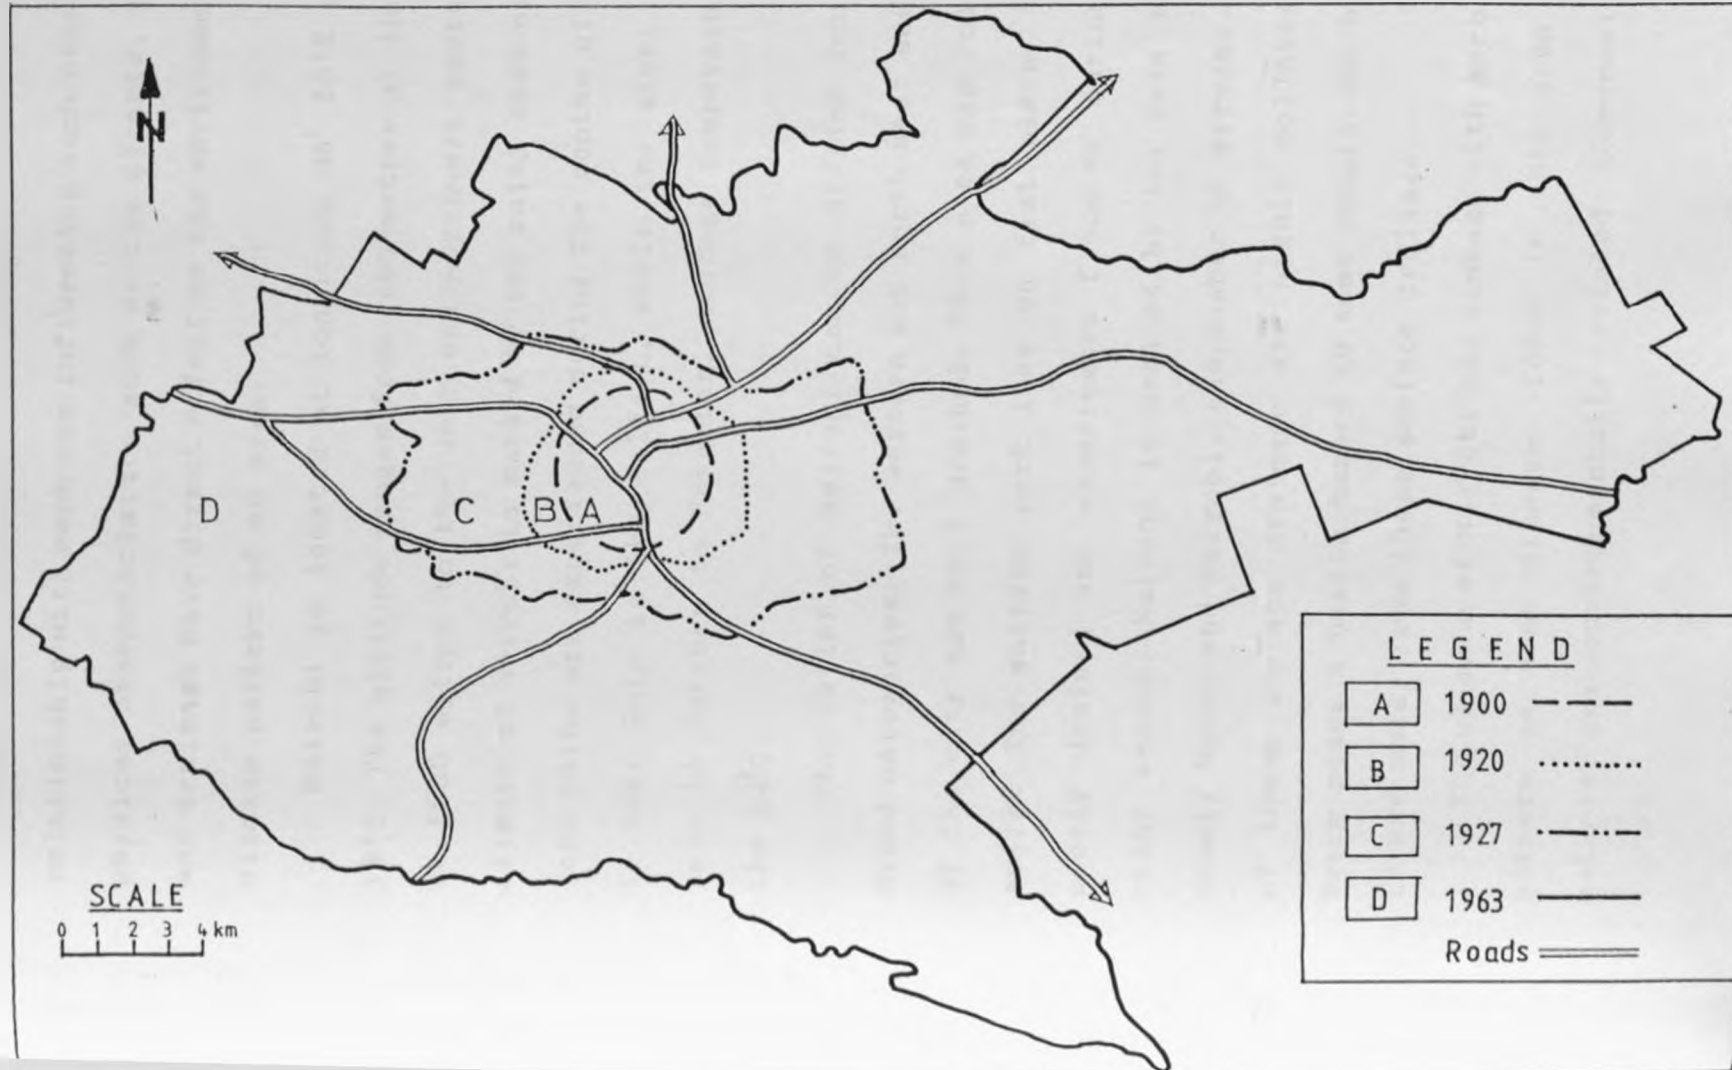 N
D
C
B
A
SCALE
0 1 2 3 4 km
LEGEND
A 1900
B 1920
C 1927
D 1963
Roads